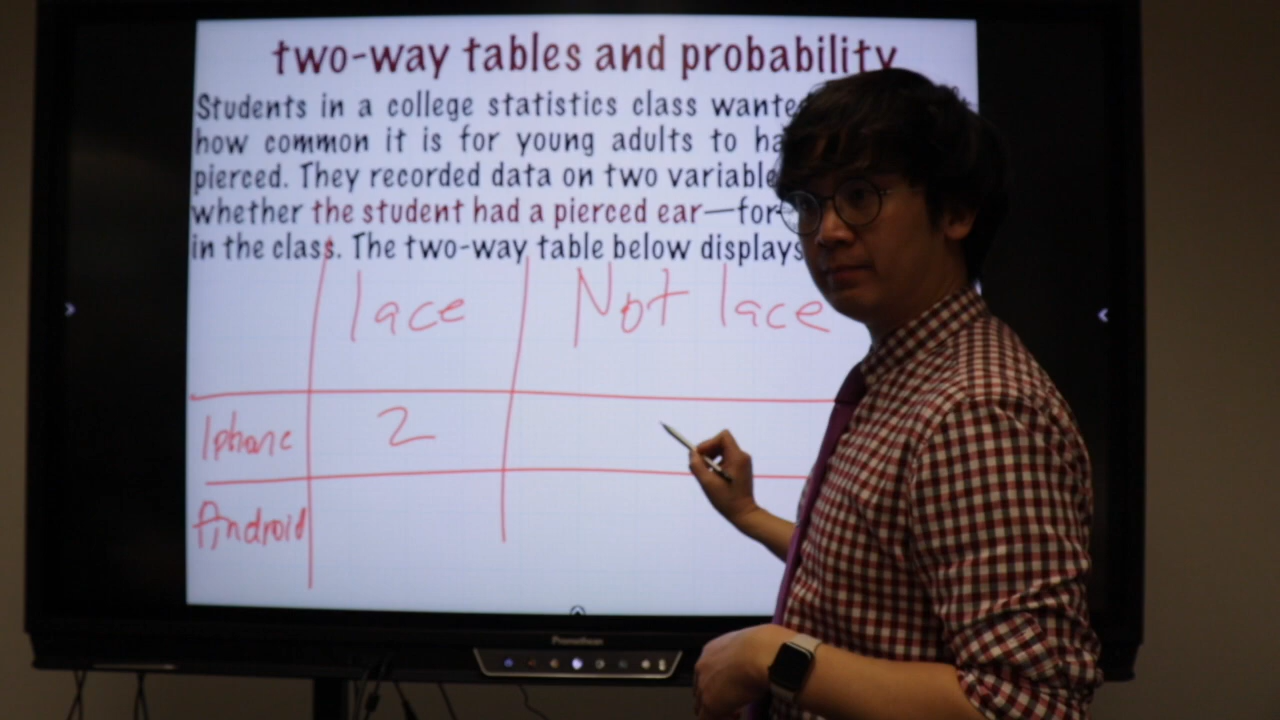 two-way tables and probability
Students in a college statistics class wante
how common it is for young adults to ha
pierced. They recorded data on two variable
whether the student had a pierced ear—for
in the class. The two-way table below displays
lace Not lace
Iphone 2
Android
Promethean